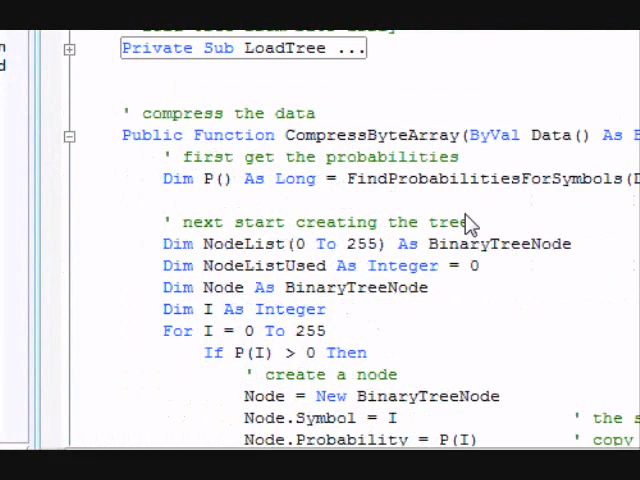 Private Sub LoadTree ...
n
d
' compress the data
Public Function CompressByteArray(ByVal Data() As B
' first get the probabilities
Dim P() As Long = FindProbabilitiesForSymbols(D
' next start creating the tree
Dim NodeList(0 To 255) As BinaryTreeNode
Dim NodeListUsed As Integer = 0
Dim Node As BinaryTreeNode
Dim I As Integer
For I = 0 To 255
If P(I) > 0 Then
' create a node
Node = New BinaryTreeNode
Node.Symbol = I ' the s
Node.Probability = P(I) ' copy